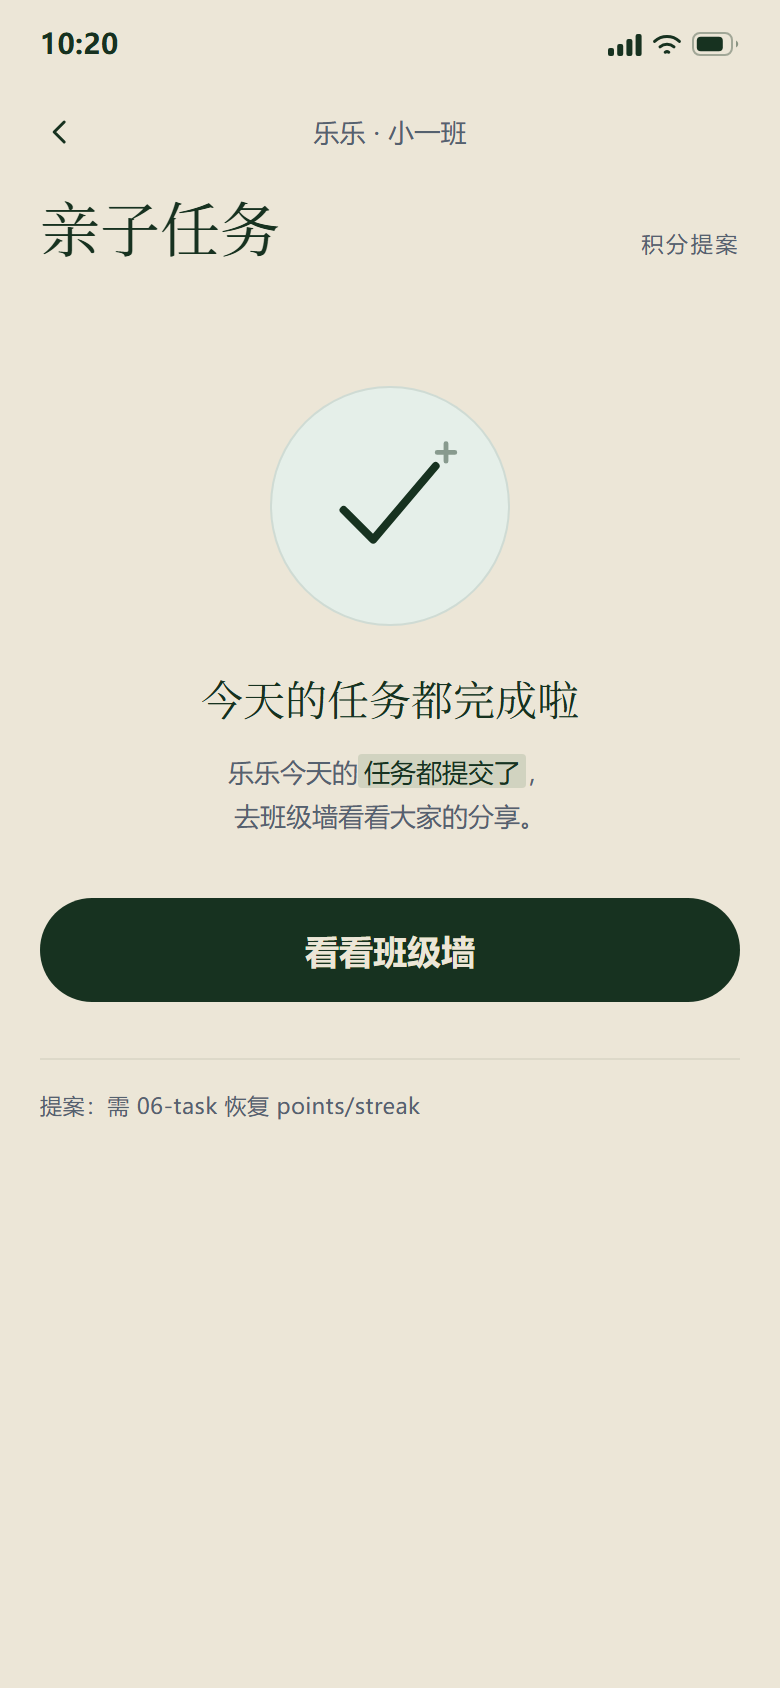 10:20
乐乐 · 小一班
亲子任务
积分提案
今天的任务都完成啦
乐乐今天的任务都提交了，
去班级墙看看大家的分享。
看看班级墙
提案：需 06-task 恢复 points/streak